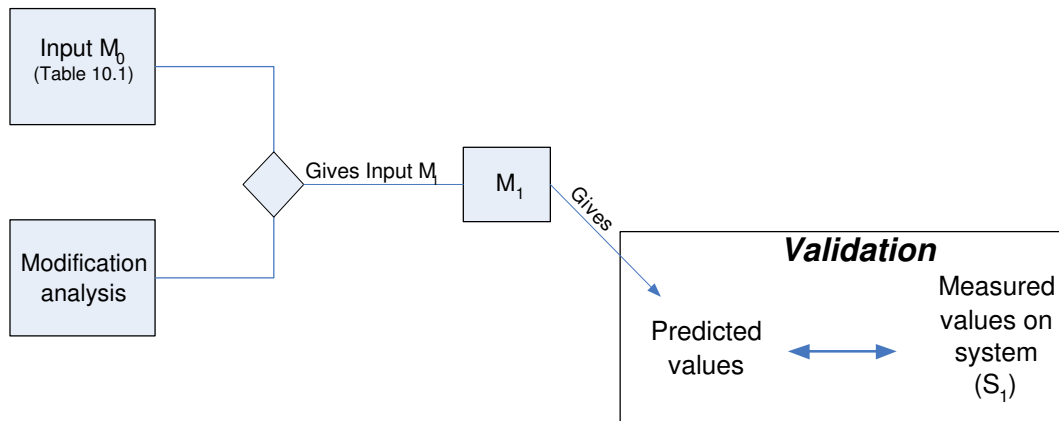 Input M₀
(Table 10.1)
Modification
analysis
Gives Input M₁
M₁
Gives
Validation
Predicted
values
Measured
values on
system
(S₁)